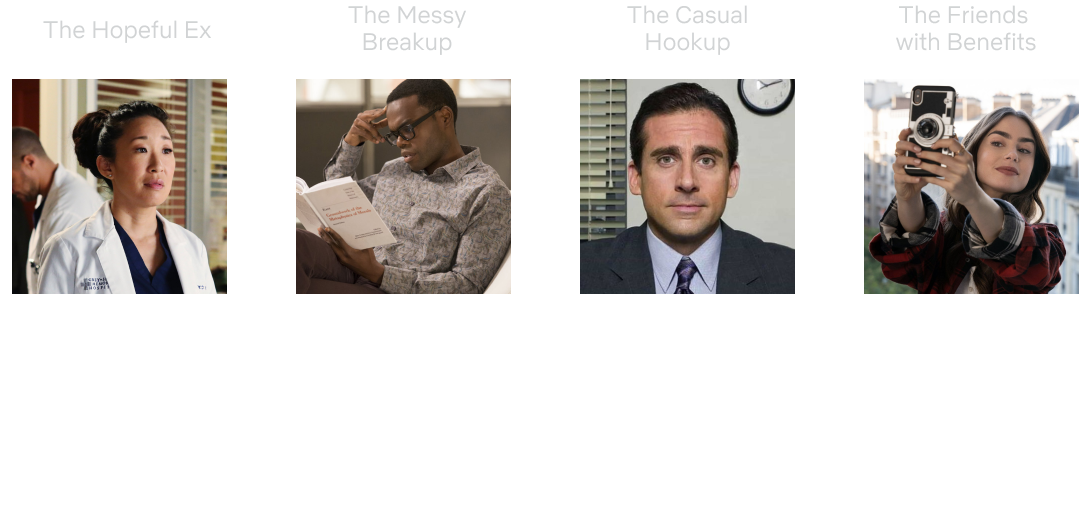 The Hopeful Ex
The Messy
Breakup
The Casual
Hookup
The Friends
with Benefits